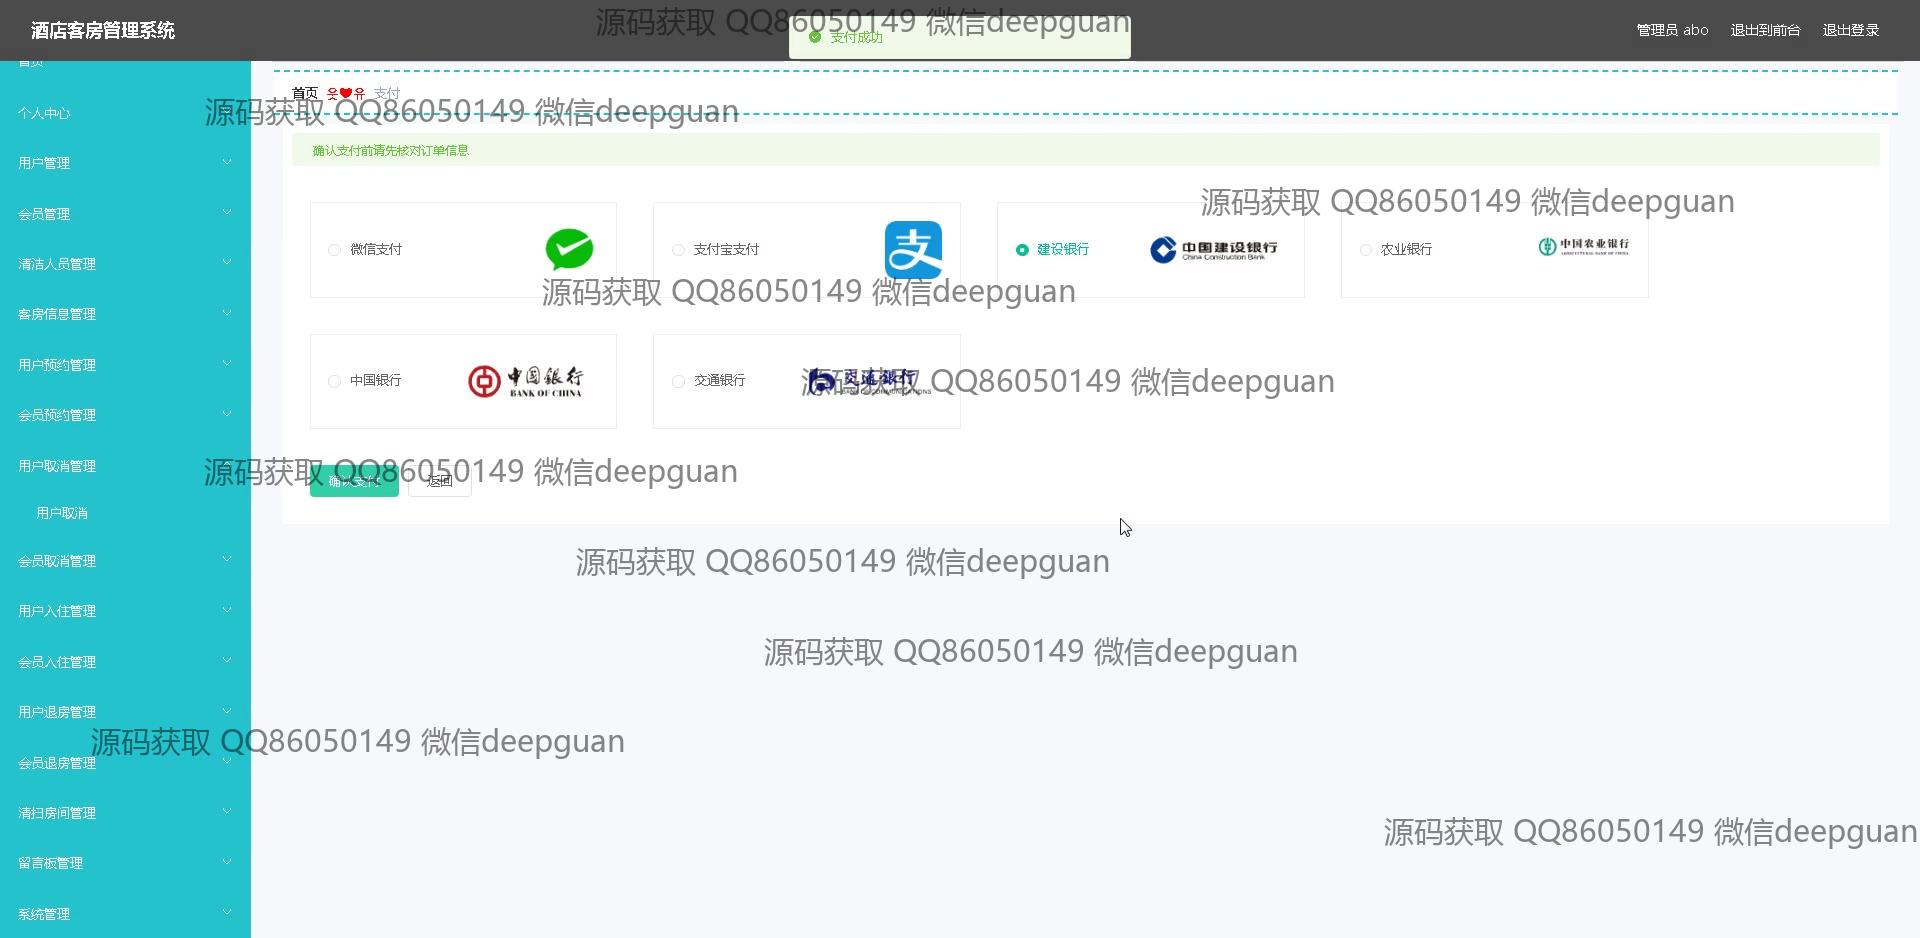 酒店客房管理系统
源码获取 QQ86050149 微信deepguan
支付成功
管理员 abo
退出到前台
退出登录
首页
个人中心
用户管理
会员管理
清洁人员管理
客房信息管理
用户预约管理
会员预约管理
用户取消管理
用户取消
会员取消管理
用户入住管理
会员入住管理
用户退房管理
会员退房管理
清扫房间管理
留言板管理
系统管理
首页 웃❤유 支付
源码获取 QQ86050149 微信deepguan
确认支付前请先核对订单信息
源码获取 QQ86050149 微信deepguan
微信支付
支付宝支付
支
建设银行
中国建设银行
China Construction Bank
农业银行
中国农业银行
AGRICULTURAL BANK OF CHINA
源码获取 QQ86050149 微信deepguan
中国银行
中国银行
BANK OF CHINA
交通银行
交通银行
BANK OF COMMUNICATIONS
源码获取 QQ86050149 微信deepguan
确认支付
返回
源码获取 QQ86050149 微信deepguan
源码获取 QQ86050149 微信deepguan
源码获取 QQ86050149 微信deepguan
源码获取 QQ86050149 微信deepguan
源码获取 QQ86050149 微信deepguan